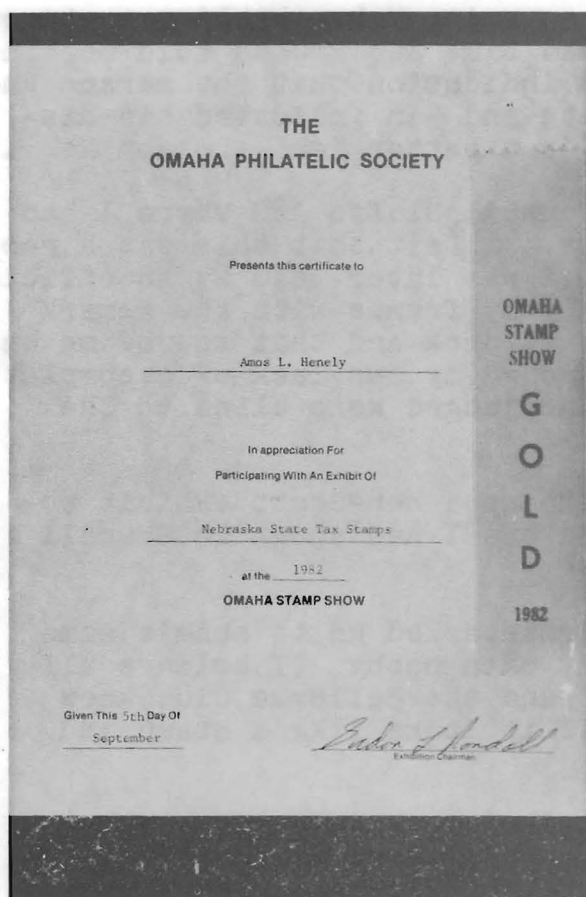 THE
OMAHA PHILATELIC SOCIETY
Presents this certificate to
Amos L. Henely
In appreciation For
Participating With An Exhibit Of
Nebraska State Tax Stamps
at the 1982
OMAHA STAMP SHOW
Given This 5th Day Of
September
Exhibition Chairman
OMAHA
STAMP
SHOW
G
O
L
D
1982